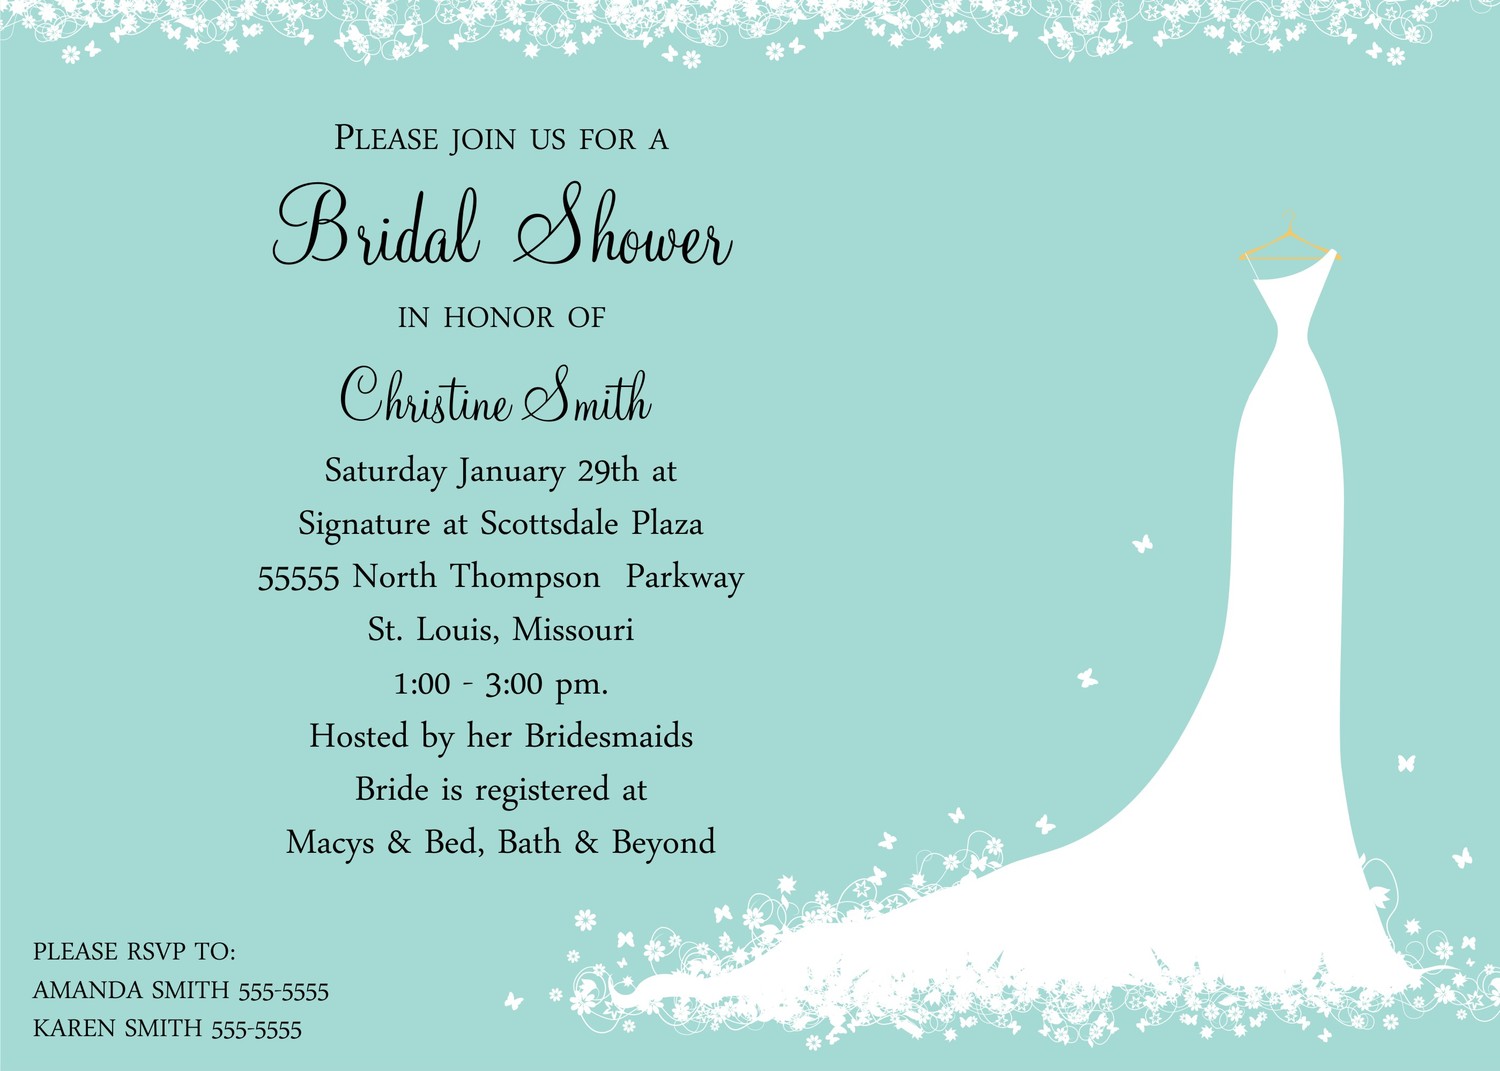 Please join us for a
Bridal Shower
in honor of
Christine Smith
Saturday January 29th at
Signature at Scottsdale Plaza
55555 North Thompson  Parkway
St. Louis, Missouri
1:00 - 3:00 pm.
Hosted by her Bridesmaids
Bride is registered at
Macys & Bed, Bath & Beyond
PLEASE RSVP TO:
AMANDA SMITH 555-5555
KAREN SMITH 555-5555